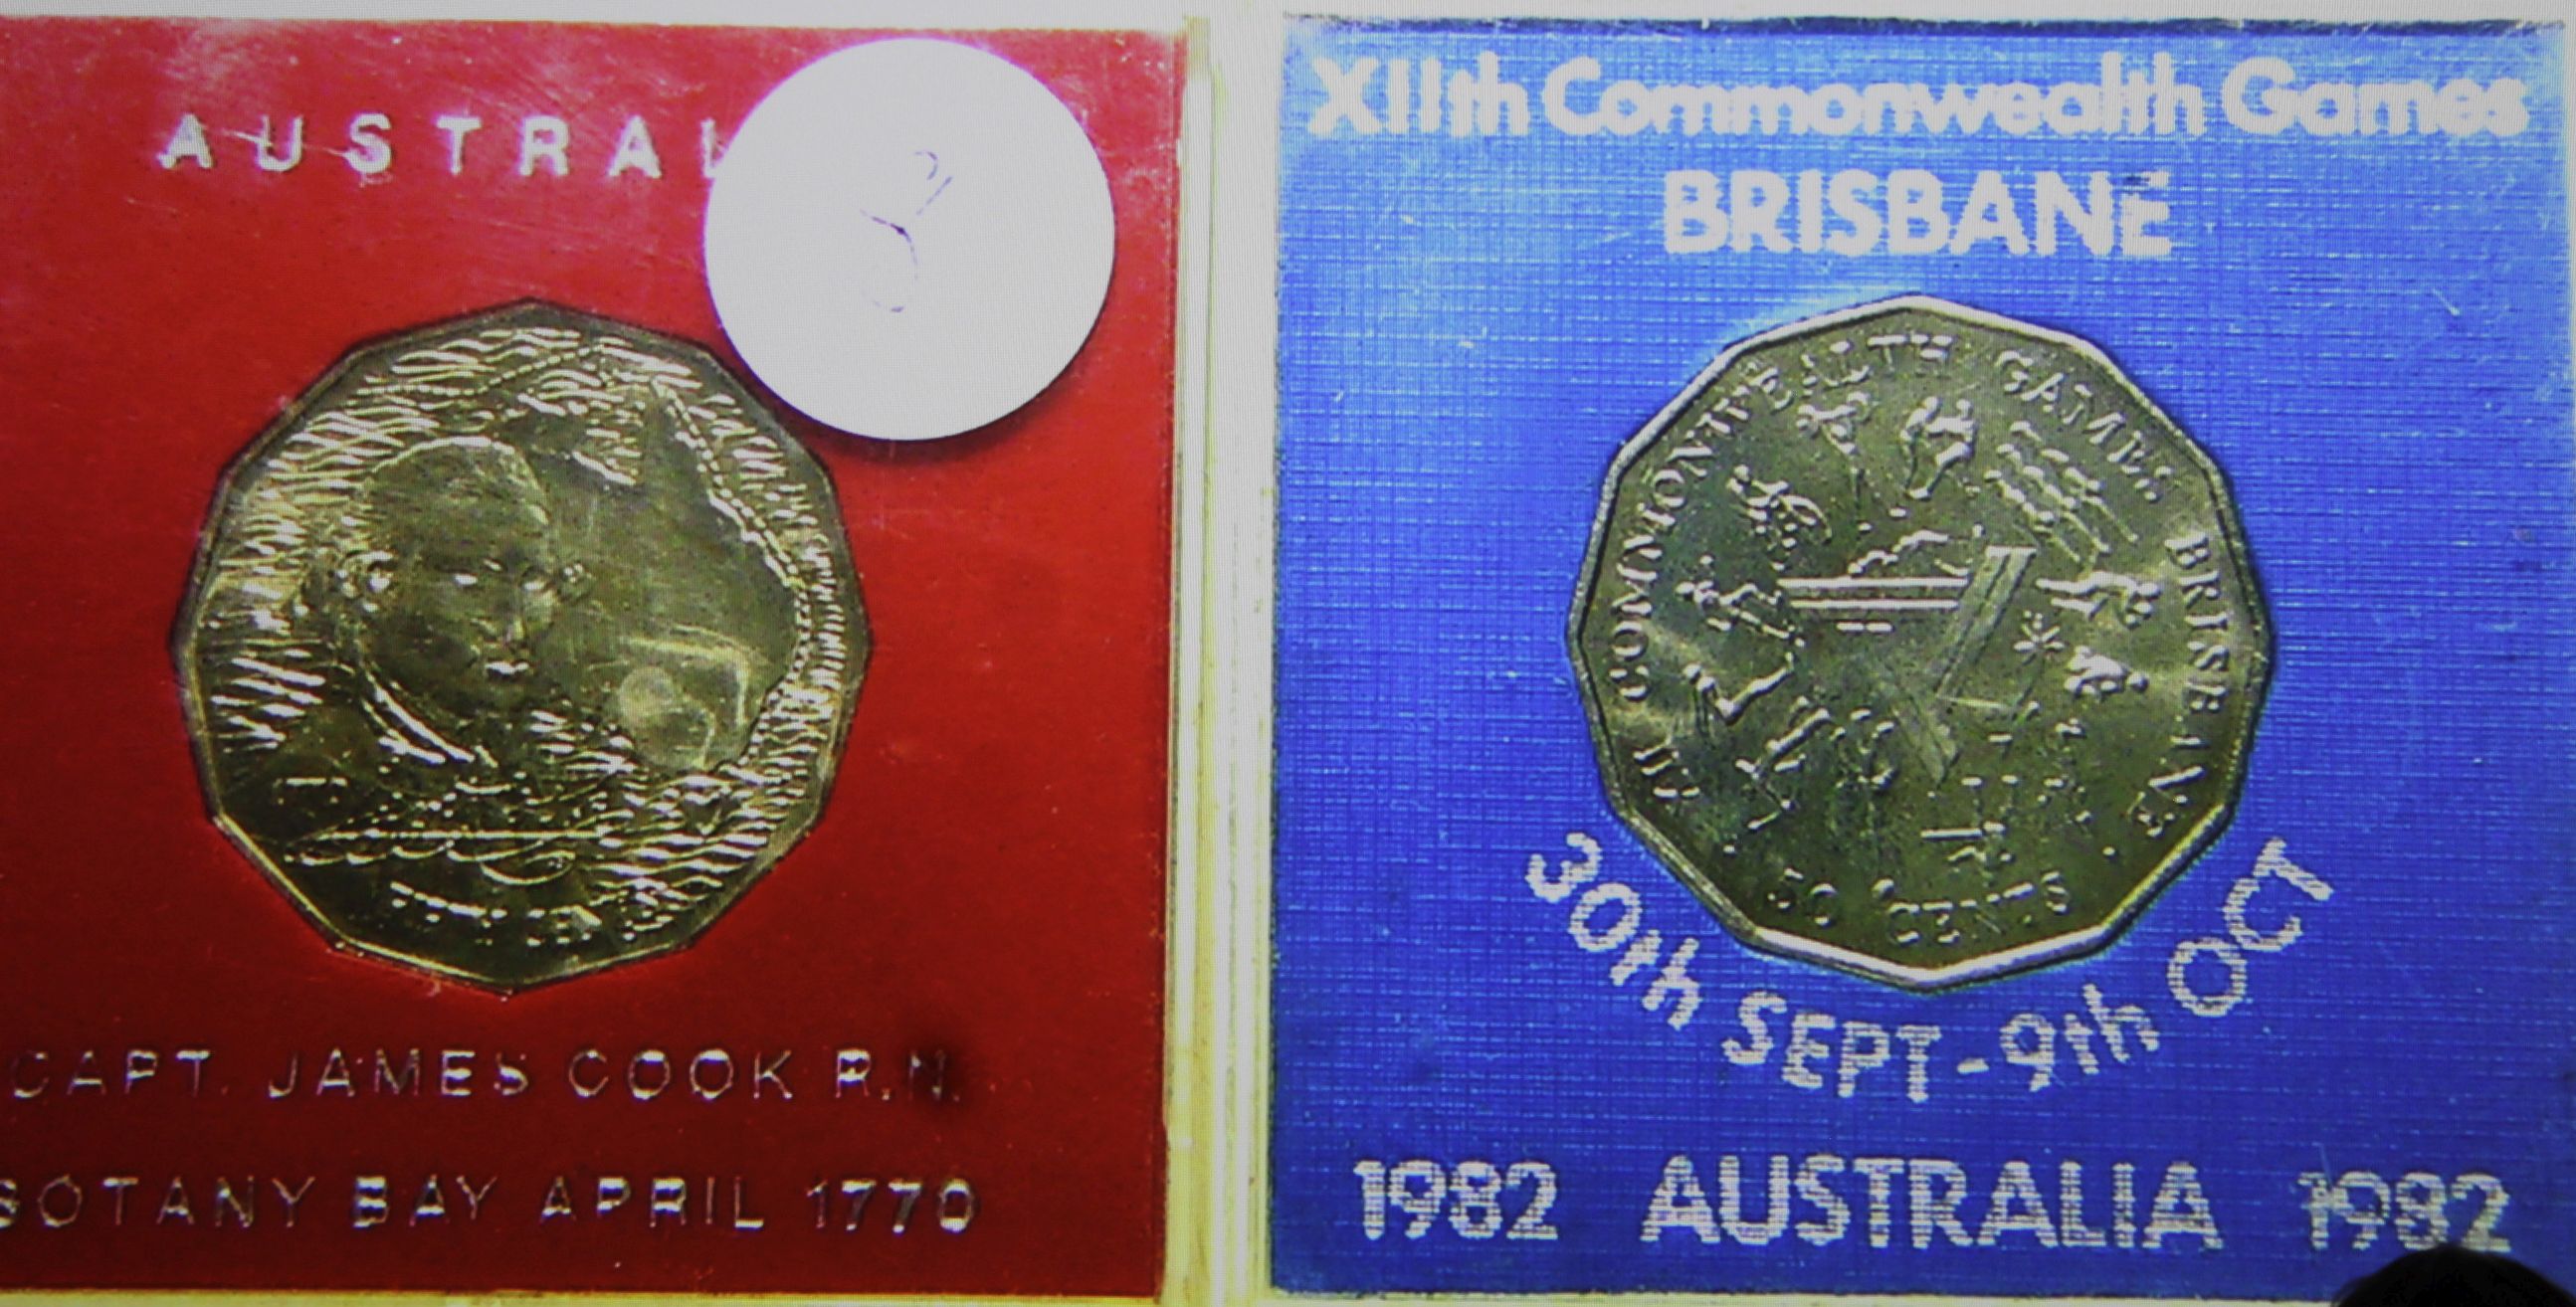 AUSTRAL
CAPT. JAMES COOK R.N.
BOTANY BAY APRIL 1770
XIIth Commonwealth Games
BRISBANE
XII COMMONWEALTH GAMES BRISBANE
50 CENTS
30th SEPT - 9th OCT
1982 AUSTRALIA 1982